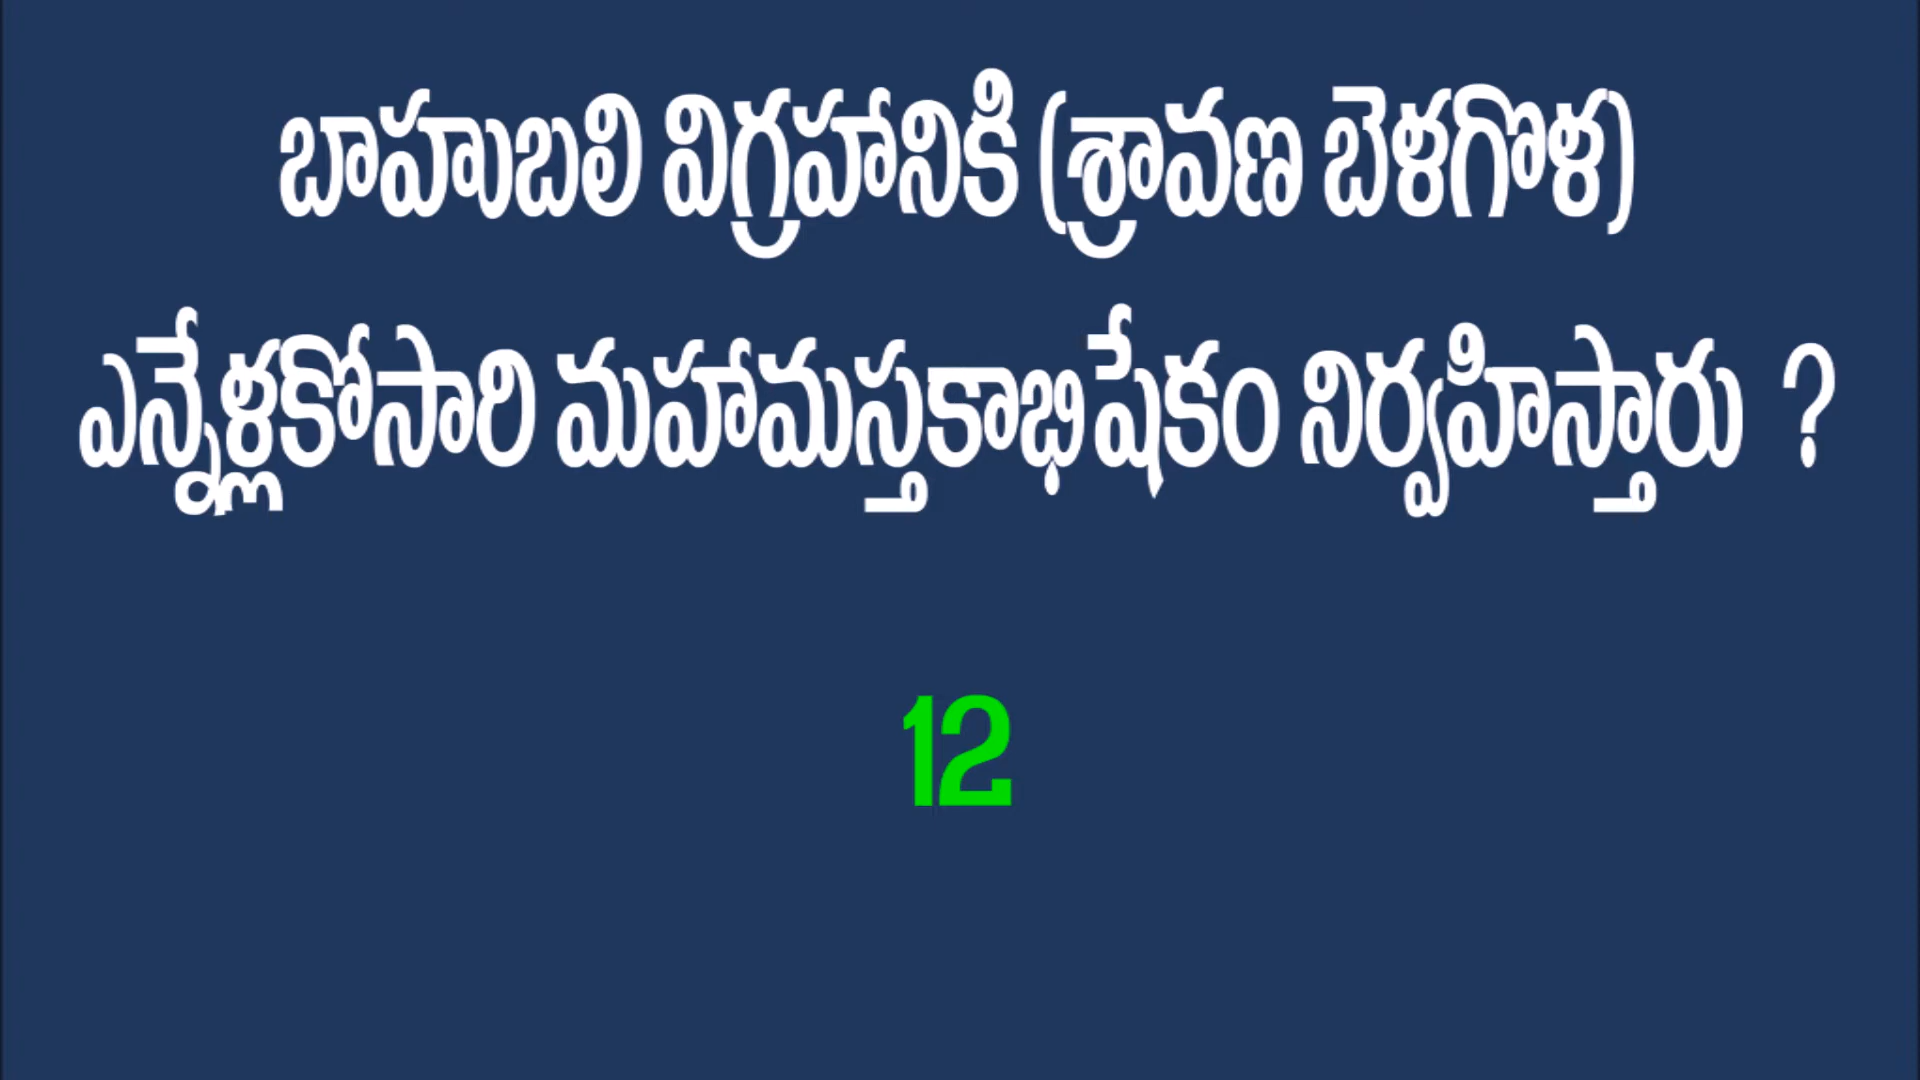 బాహుబలి విగ్రహానికి (శ్రావణ బెళగొళ)
ఎన్నేళ్లకోసారి మహామస్తకాభిషేకం నిర్వహిస్తారు ?
12